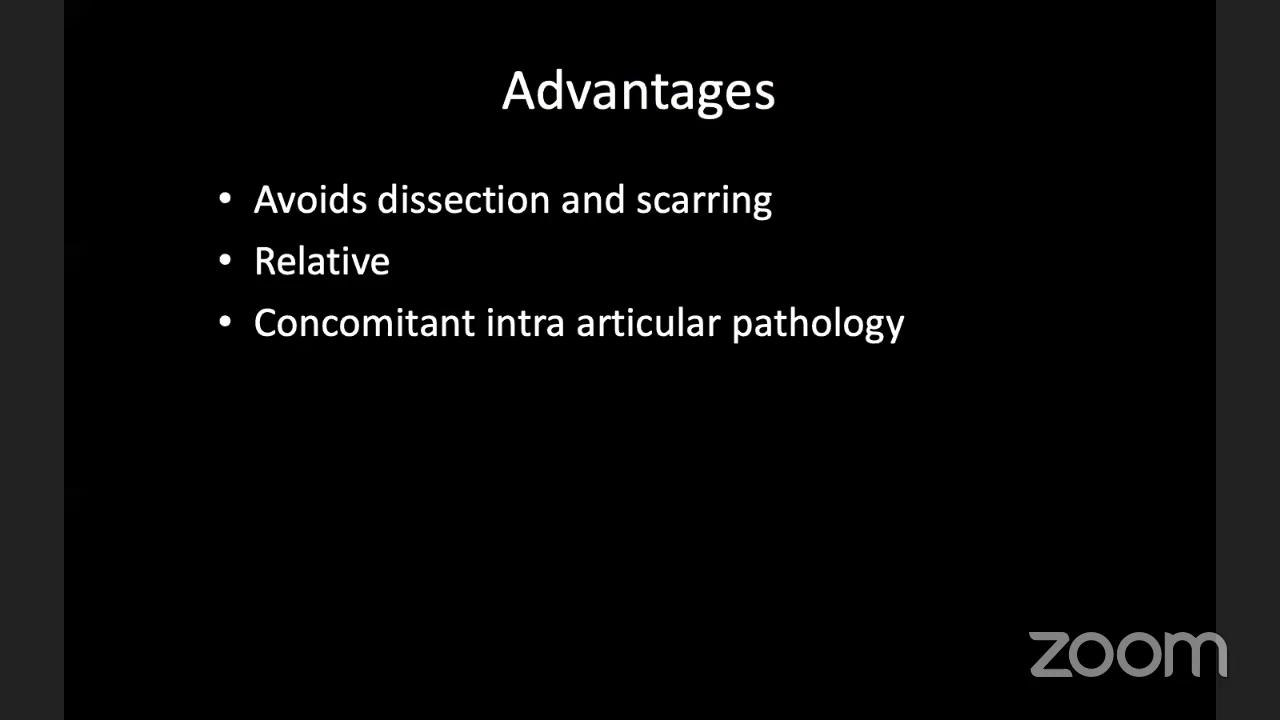 Advantages
• Avoids dissection and scarring
• Relative
• Concomitant intra articular pathology
zoom